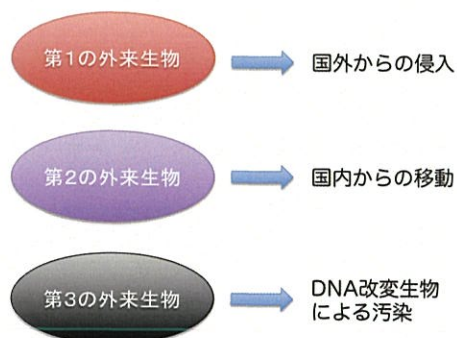 第1の外来生物
国外からの侵入
第2の外来生物
国内からの移動
第3の外来生物
DNA改変生物
による汚染